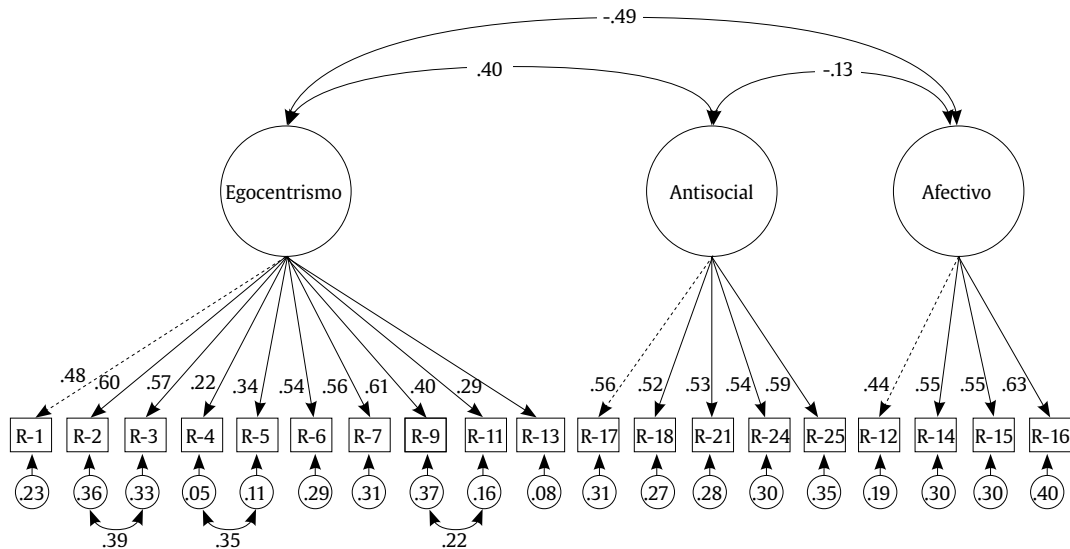 -.49
.40
-.13
Egocentrismo
Antisocial
Afectivo
.48 .60 .57 .22 .34 .54 .56 .61 .40 .29 .56 .52 .53 .54 .59 .44 .55 .55 .63
R-1 R-2 R-3 R-4 R-5 R-6 R-7 R-9 R-11 R-13 R-17 R-18 R-21 R-24 R-25 R-12 R-14 R-15 R-16
.23 .36 .33 .05 .11 .29 .31 .37 .16 .08 .31 .27 .28 .30 .35 .19 .30 .30 .40
.39 .35 .22